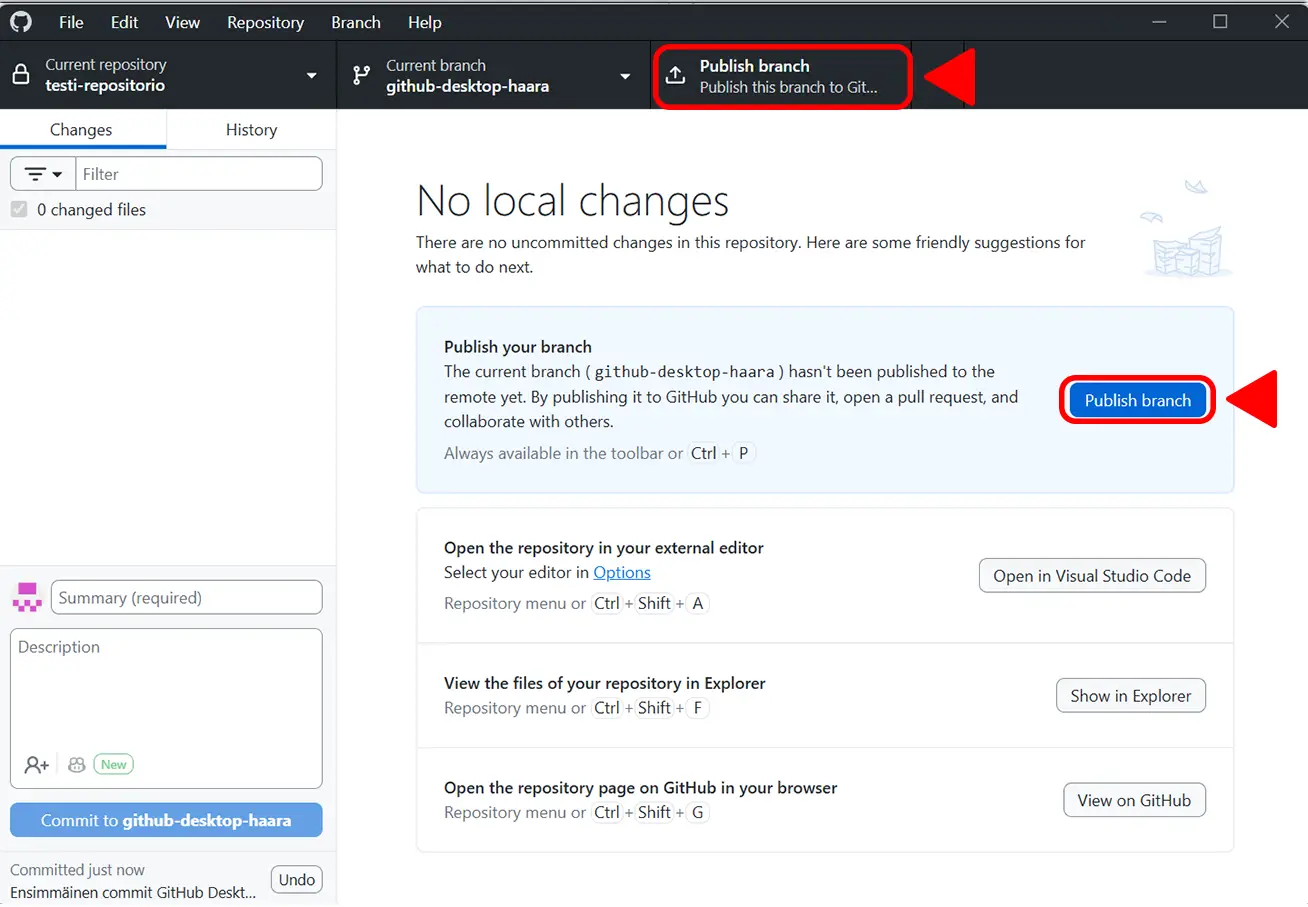 File Edit View Repository Branch Help
Current repository
testi-repositorio
Current branch
github-desktop-haara
Publish branch
Publish this branch to Git...
Changes
History
Filter
0 changed files
No local changes
There are no uncommitted changes in this repository. Here are some friendly suggestions for
what to do next.
Publish your branch
The current branch ( github-desktop-haara ) hasn't been published to the
remote yet. By publishing it to GitHub you can share it, open a pull request, and
collaborate with others.
Always available in the toolbar or Ctrl + P
Publish branch
Open the repository in your external editor
Select your editor in Options
Repository menu or Ctrl + Shift + A
Open in Visual Studio Code
View the files of your repository in Explorer
Repository menu or Ctrl + Shift + F
Show in Explorer
Open the repository page on GitHub in your browser
Repository menu or Ctrl + Shift + G
View on GitHub
Summary (required)
Description
New
Commit to github-desktop-haara
Committed just now
Ensimmäinen commit GitHub Deskt...
Undo